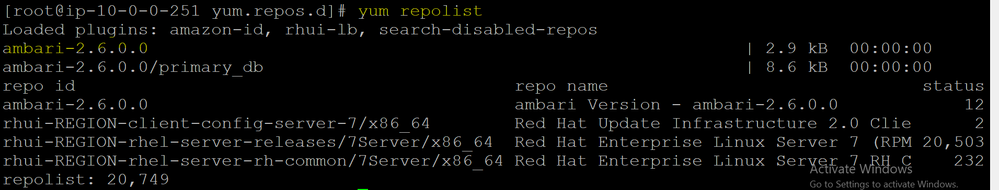 [root@ip-10-0-0-251 yum.repos.d]# yum repolist
Loaded plugins: amazon-id, rhui-lb, search-disabled-repos
ambari-2.6.0.0 | 2.9 kB 00:00:00
ambari-2.6.0.0/primary_db | 8.6 kB 00:00:00
repo id repo name status
ambari-2.6.0.0 ambari Version - ambari-2.6.0.0 12
rhui-REGION-client-config-server-7/x86_64 Red Hat Update Infrastructure 2.0 Clie 2
rhui-REGION-rhel-server-releases/7Server/x86_64 Red Hat Enterprise Linux Server 7 (RPM 20,503
rhui-REGION-rhel-server-rh-common/7Server/x86_64 Red Hat Enterprise Linux Server 7 RH C 232
repolist: 20,749
Activate Windows
Go to Settings to activate Windows.